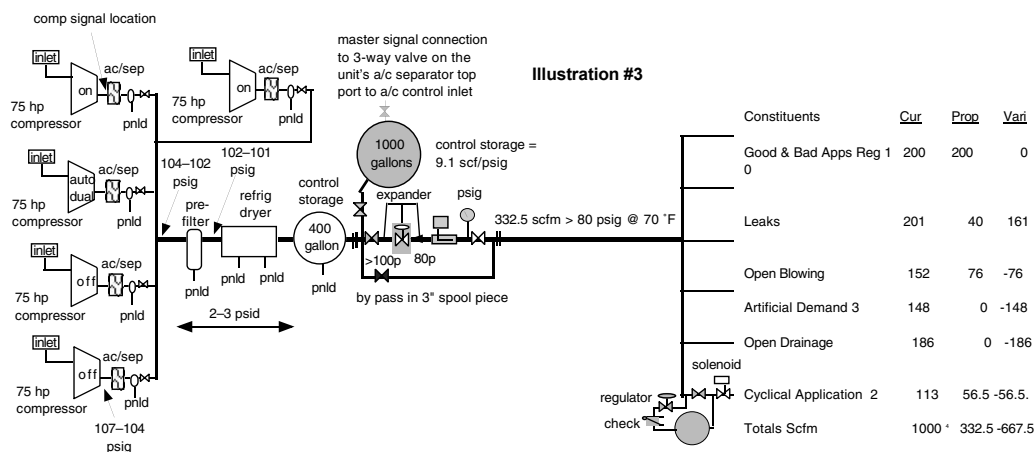 comp signal location
inlet
ac/sep
on
75 hp
compressor
pnld
inlet
ac/sep
on
75 hp
compressor
pnld
master signal connection
to 3-way valve on the
unit's a/c separator top
port to a/c control inlet
Illustration #3
1000
gallons
control storage =
9.1 scf/psig
inlet
ac/sep
auto
dual
75 hp
compressor
pnld
104–102
psig
102–101
psig
pre-
filter
refrig
dryer
control
storage
400
gallon
expander
psig
>100p
80p
332.5 scfm > 80 psig @ 70 ˚F
pnld
pnld
pnld
by pass in 3" spool piece
2–3 psid
inlet
ac/sep
off
75 hp
compressor
pnld
inlet
ac/sep
off
75 hp
compressor
pnld
107–104
psig
solenoid
regulator
check
Constituents Cur Prop Vari
Good & Bad Apps Reg 1 200 200 0
0
Leaks 201 40 161
Open Blowing 152 76 -76
Artificial Demand 3 148 0 -148
Open Drainage 186 0 -186
Cyclical Application 2 113 56.5 -56.5.
Totals Scfm 1000 4 332.5 -667.5